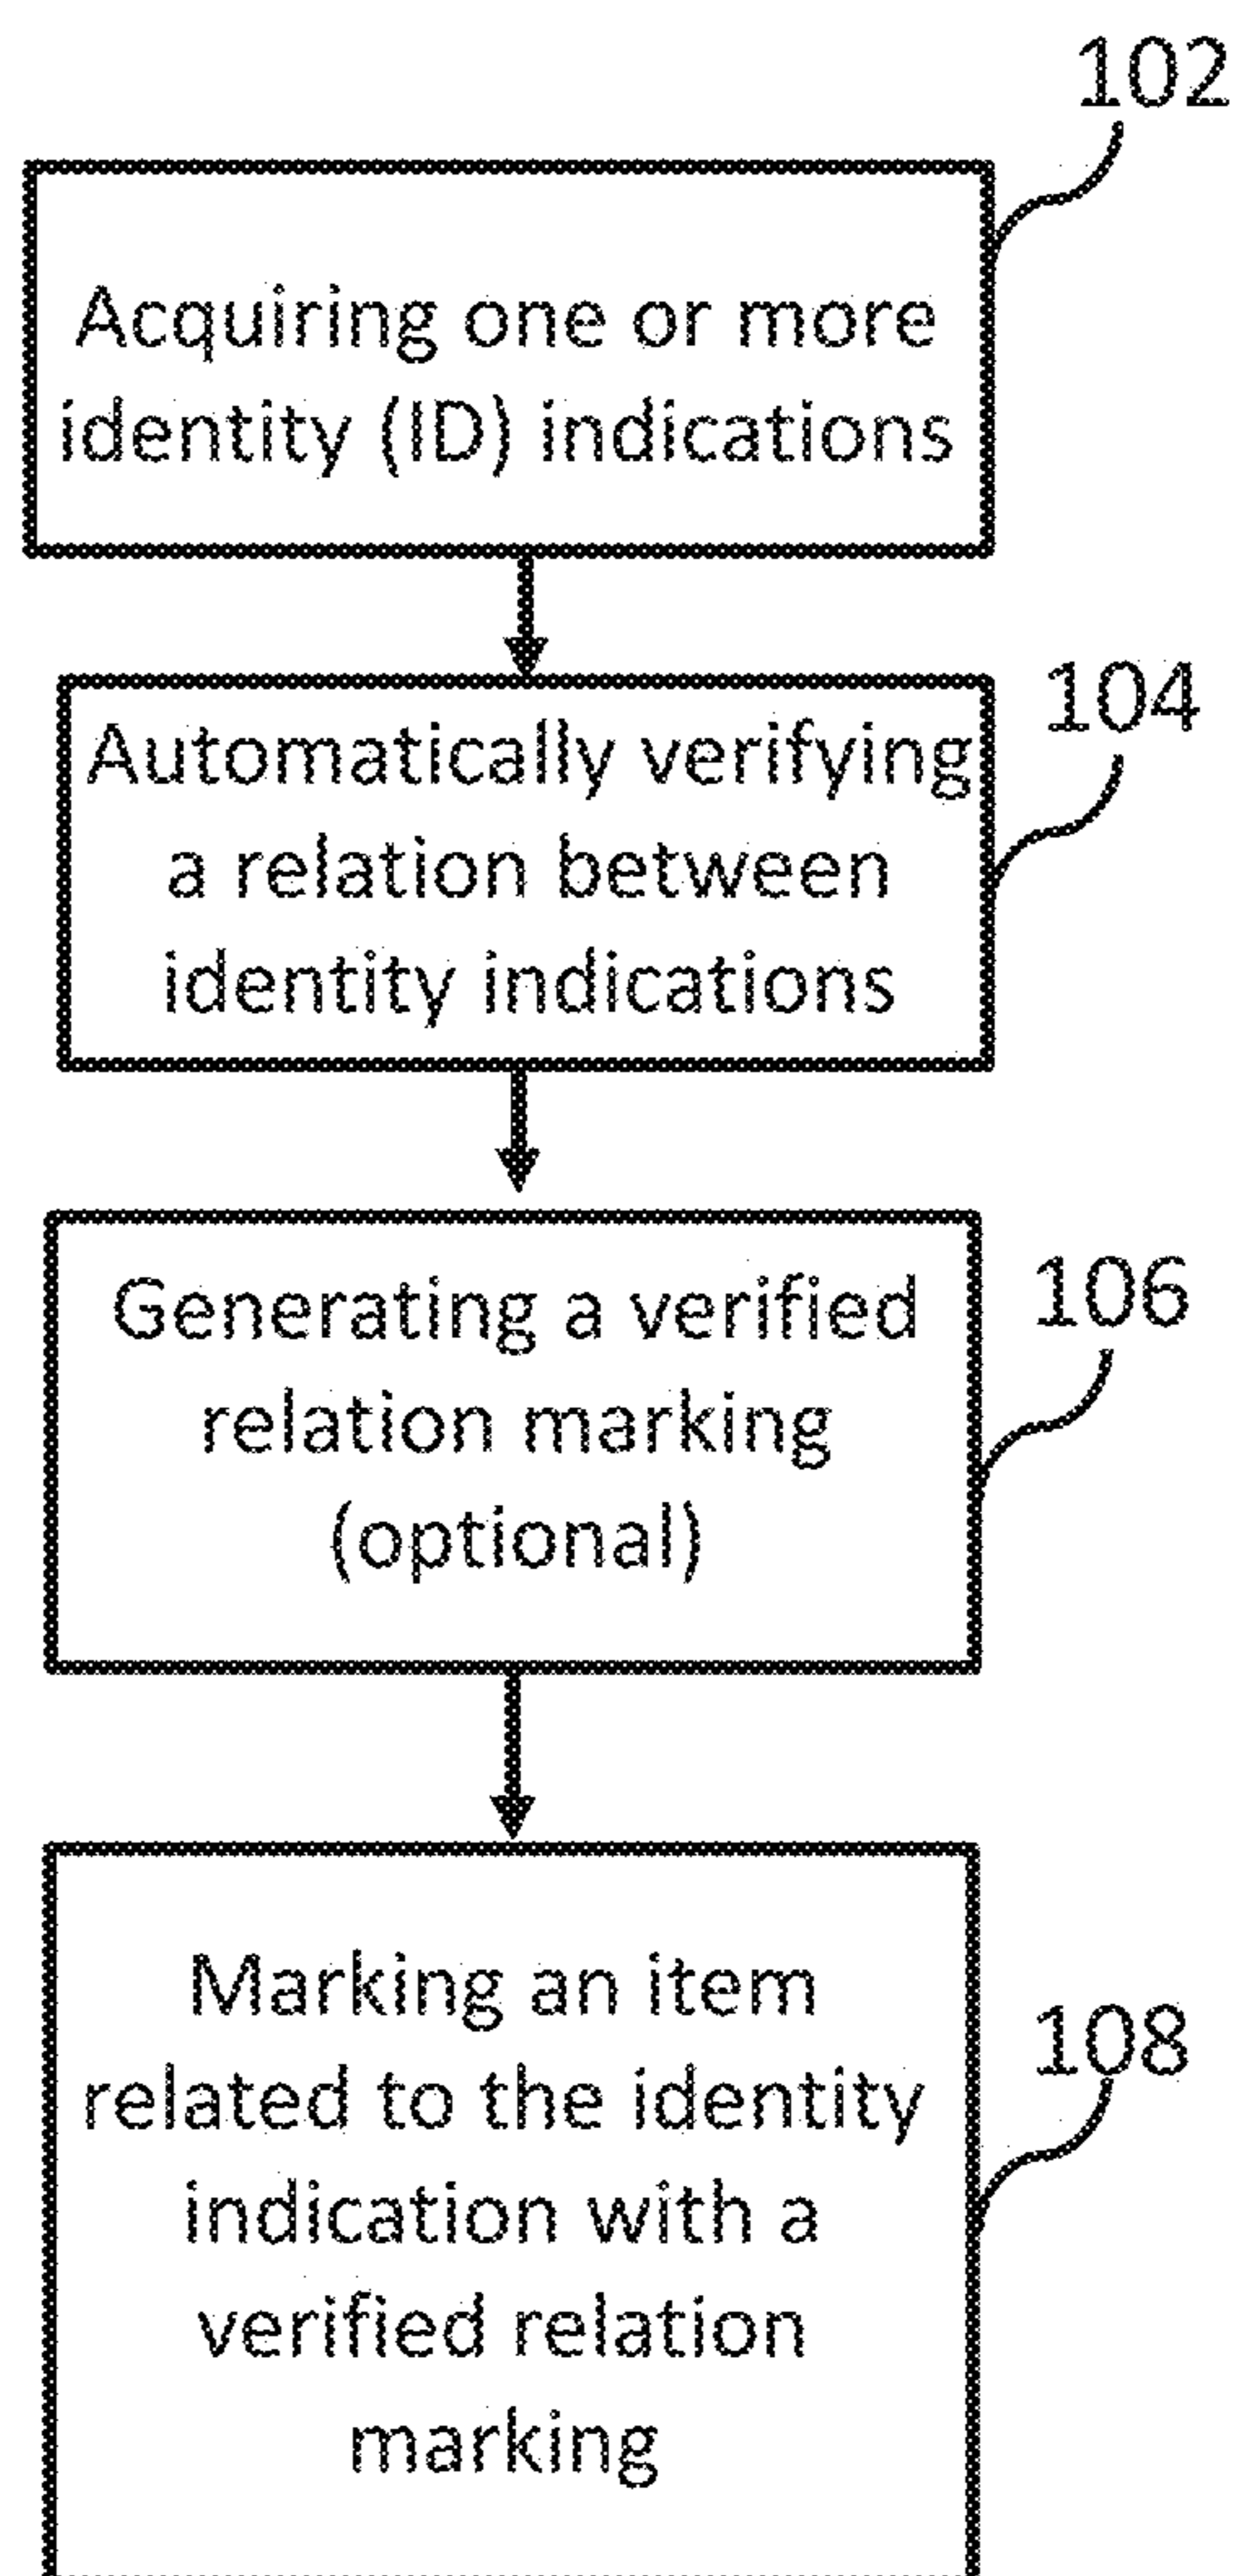 102
Acquiring one or more
identity (ID) indications
104
Automatically verifying
a relation between
identity indications
106
Generating a verified
relation marking
(optional)
108
Marking an item
related to the identity
indication with a
verified relation
marking